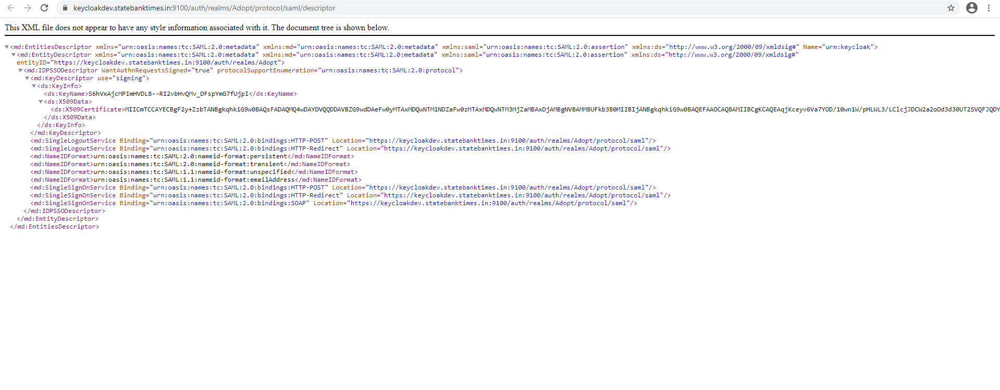 keycloakdev.statebanktimes.in:9100/auth/realms/Adopt/protocol/saml/descriptor
This XML file does not appear to have any style information associated with it. The document tree is shown below.
<md:EntitiesDescriptor xmlns="urn:oasis:names:tc:SAML:2.0:metadata" xmlns:md="urn:oasis:names:tc:SAML:2.0:metadata" xmlns:saml="urn:oasis:names:tc:SAML:2.0:assertion" xmlns:ds="http://www.w3.org/2000/09/xmldsig#" Name="urn:keycloak">
<md:EntityDescriptor xmlns="urn:oasis:names:tc:SAML:2.0:metadata" xmlns:md="urn:oasis:names:tc:SAML:2.0:metadata" xmlns:saml="urn:oasis:names:tc:SAML:2.0:assertion" xmlns:ds="http://www.w3.org/2000/09/xmldsig#"
entityID="https://keycloakdev.statebanktimes.in:9100/auth/realms/Adopt">
<md:IDPSSODescriptor WantAuthnRequestsSigned="true" protocolSupportEnumeration="urn:oasis:names:tc:SAML:2.0:protocol">
<md:KeyDescriptor use="signing">
<ds:KeyInfo>
<ds:KeyName>S6hVxAjcMPImHVDLB--RI2vbHvQMv_DFspYmG7fUjpI</ds:KeyName>
<ds:X509Data>
<ds:X509Certificate>MIICmTCCAYECBgF2y+ZzbTANBgkqhkiG9w0BAQsFADAQMQ4wDAYDVQQDDAVBZG9wdDAeFw0yMTAxMDQwNTM1NDZaFw0zMTAxMDQwNTM3MjZaMBAxDjAMBgNVBAMMBUFkb3B0MIIBIjANBgkqhkiG9w0BAQEFAAOCAQ8AMIIBCgKCAQEAqjKceyv6Va7YOD/10wn1W/pHLWL3/LClcjJDCW2a2oOd3d30UT2SVQFJQDY
</ds:X509Data>
</ds:KeyInfo>
</md:KeyDescriptor>
<md:SingleLogoutService Binding="urn:oasis:names:tc:SAML:2.0:bindings:HTTP-POST" Location="https://keycloakdev.statebanktimes.in:9100/auth/realms/Adopt/protocol/saml"/>
<md:SingleLogoutService Binding="urn:oasis:names:tc:SAML:2.0:bindings:HTTP-Redirect" Location="https://keycloakdev.statebanktimes.in:9100/auth/realms/Adopt/protocol/saml"/>
<md:NameIDFormat>urn:oasis:names:tc:SAML:2.0:nameid-format:persistent</md:NameIDFormat>
<md:NameIDFormat>urn:oasis:names:tc:SAML:2.0:nameid-format:transient</md:NameIDFormat>
<md:NameIDFormat>urn:oasis:names:tc:SAML:1.1:nameid-format:unspecified</md:NameIDFormat>
<md:NameIDFormat>urn:oasis:names:tc:SAML:1.1:nameid-format:emailAddress</md:NameIDFormat>
<md:SingleSignOnService Binding="urn:oasis:names:tc:SAML:2.0:bindings:HTTP-POST" Location="https://keycloakdev.statebanktimes.in:9100/auth/realms/Adopt/protocol/saml"/>
<md:SingleSignOnService Binding="urn:oasis:names:tc:SAML:2.0:bindings:HTTP-Redirect" Location="https://keycloakdev.statebanktimes.in:9100/auth/realms/Adopt/protocol/saml"/>
<md:SingleSignOnService Binding="urn:oasis:names:tc:SAML:2.0:bindings:SOAP" Location="https://keycloakdev.statebanktimes.in:9100/auth/realms/Adopt/protocol/saml"/>
</md:IDPSSODescriptor>
</md:EntityDescriptor>
</md:EntitiesDescriptor>